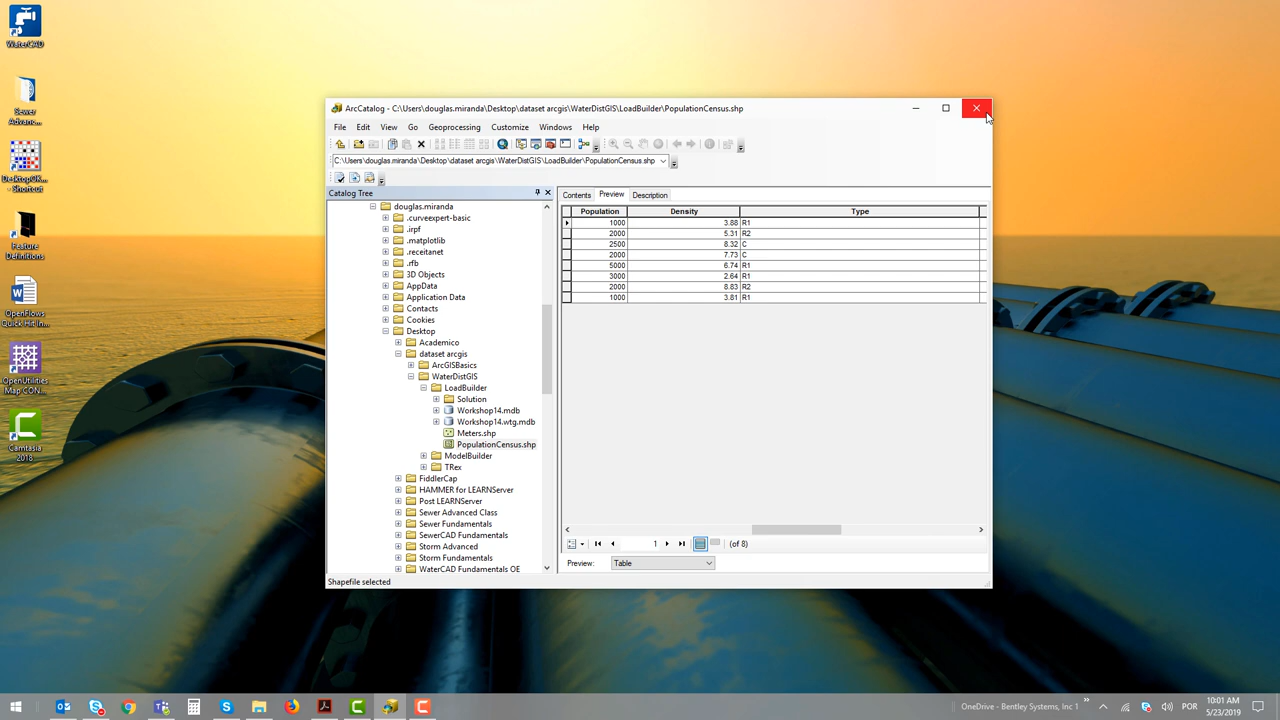 WaterCAD
Sewer
Advanc...
DesktopOK...
- Shortcut
Feature
Definitions
OpenFlows
Quick Hit In...
OpenUtilities
Map CON...
Camtasia
2018
ArcCatalog - C:\Users\douglas.miranda\Desktop\dataset arcgis\WaterDistGIS\LoadBuilder\PopulationCensus.shp
File Edit View Go Geoprocessing Customize Windows Help
C:\Users\douglas.miranda\Desktop\dataset arcgis\WaterDistGIS\LoadBuilder\PopulationCensus.shp
Catalog Tree
douglas.miranda
.curveexpert-basic
.irpf
.matplotlib
.receitanet
.rfb
3D Objects
AppData
Application Data
Contacts
Cookies
Desktop
Academico
dataset arcgis
ArcGISBasics
WaterDistGIS
LoadBuilder
Solution
Workshop14.mdb
Workshop14.wtg.mdb
Meters.shp
PopulationCensus.shp
ModelBuilder
TRex
FiddlerCap
HAMMER for LEARNServer
Post LEARNServer
Sewer Advanced Class
Sewer Fundamentals
SewerCAD Fundamentals
Storm Advanced
Storm Fundamentals
WaterCAD Fundamentals OE
Contents Preview Description
Population Density Type
1000 3.88 R1
2000 5.31 R2
2500 8.32 C
2000 7.73 C
5000 6.74 R1
3000 2.64 R1
2000 8.83 R2
1000 3.81 R1
1 (of 8)
Preview: Table
Shapefile selected
OneDrive - Bentley Systems, Inc 1
POR
10:01 AM
5/23/2019